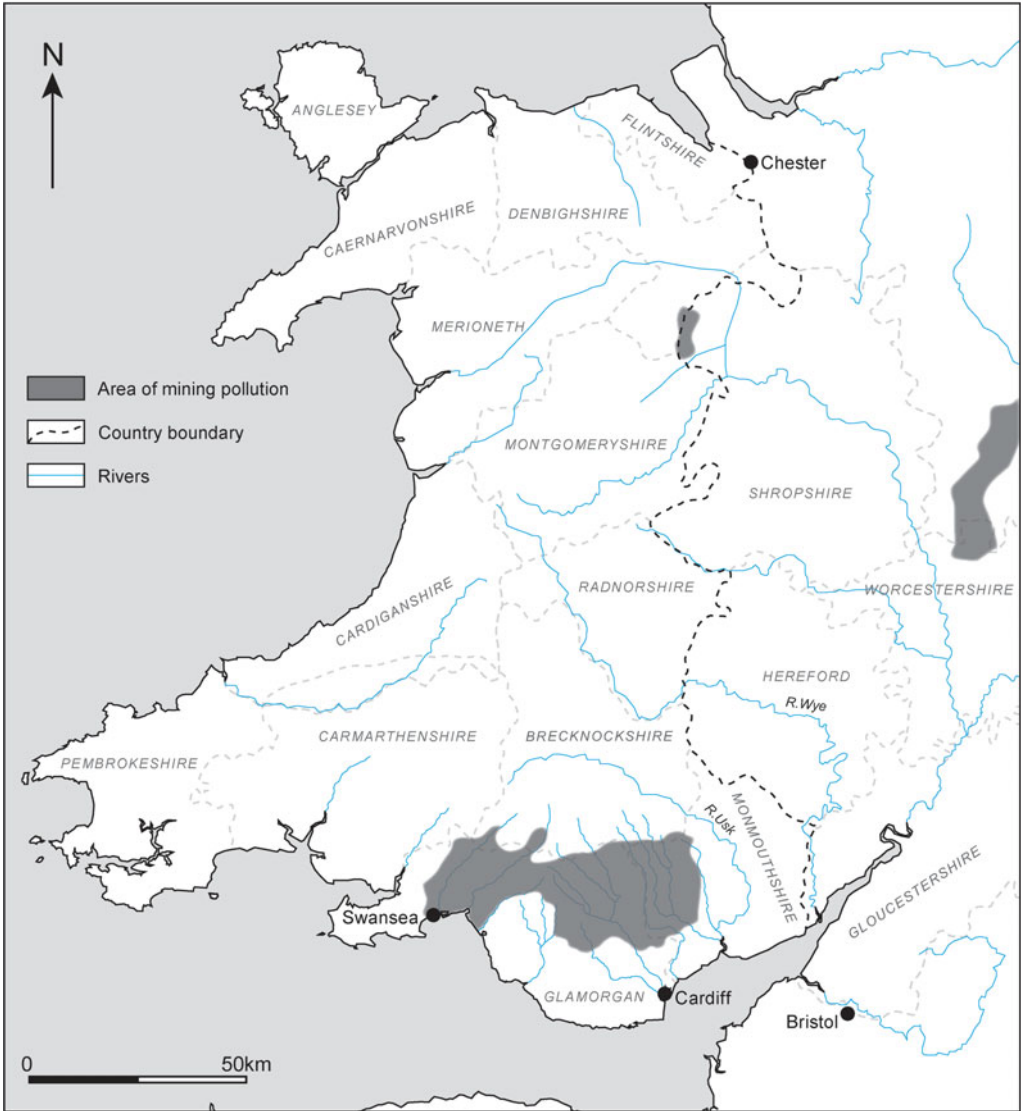 N
ANGLESEY
FLINTSHIRE
Chester
CAERNARVONSHIRE
DENBIGHSHIRE
MERIONETH
Area of mining pollution
Country boundary
Rivers
MONTGOMERYSHIRE
SHROPSHIRE
CARDIGANSHIRE
RADNORSHIRE
WORCESTERSHIRE
HEREFORD
R.Wye
PEMBROKESHIRE
CARMARTHENSHIRE
BRECKNOCKSHIRE
R.Usk
MONMOUTHSHIRE
GLOUCESTERSHIRE
Swansea
GLAMORGAN
Cardiff
Bristol
0 50km